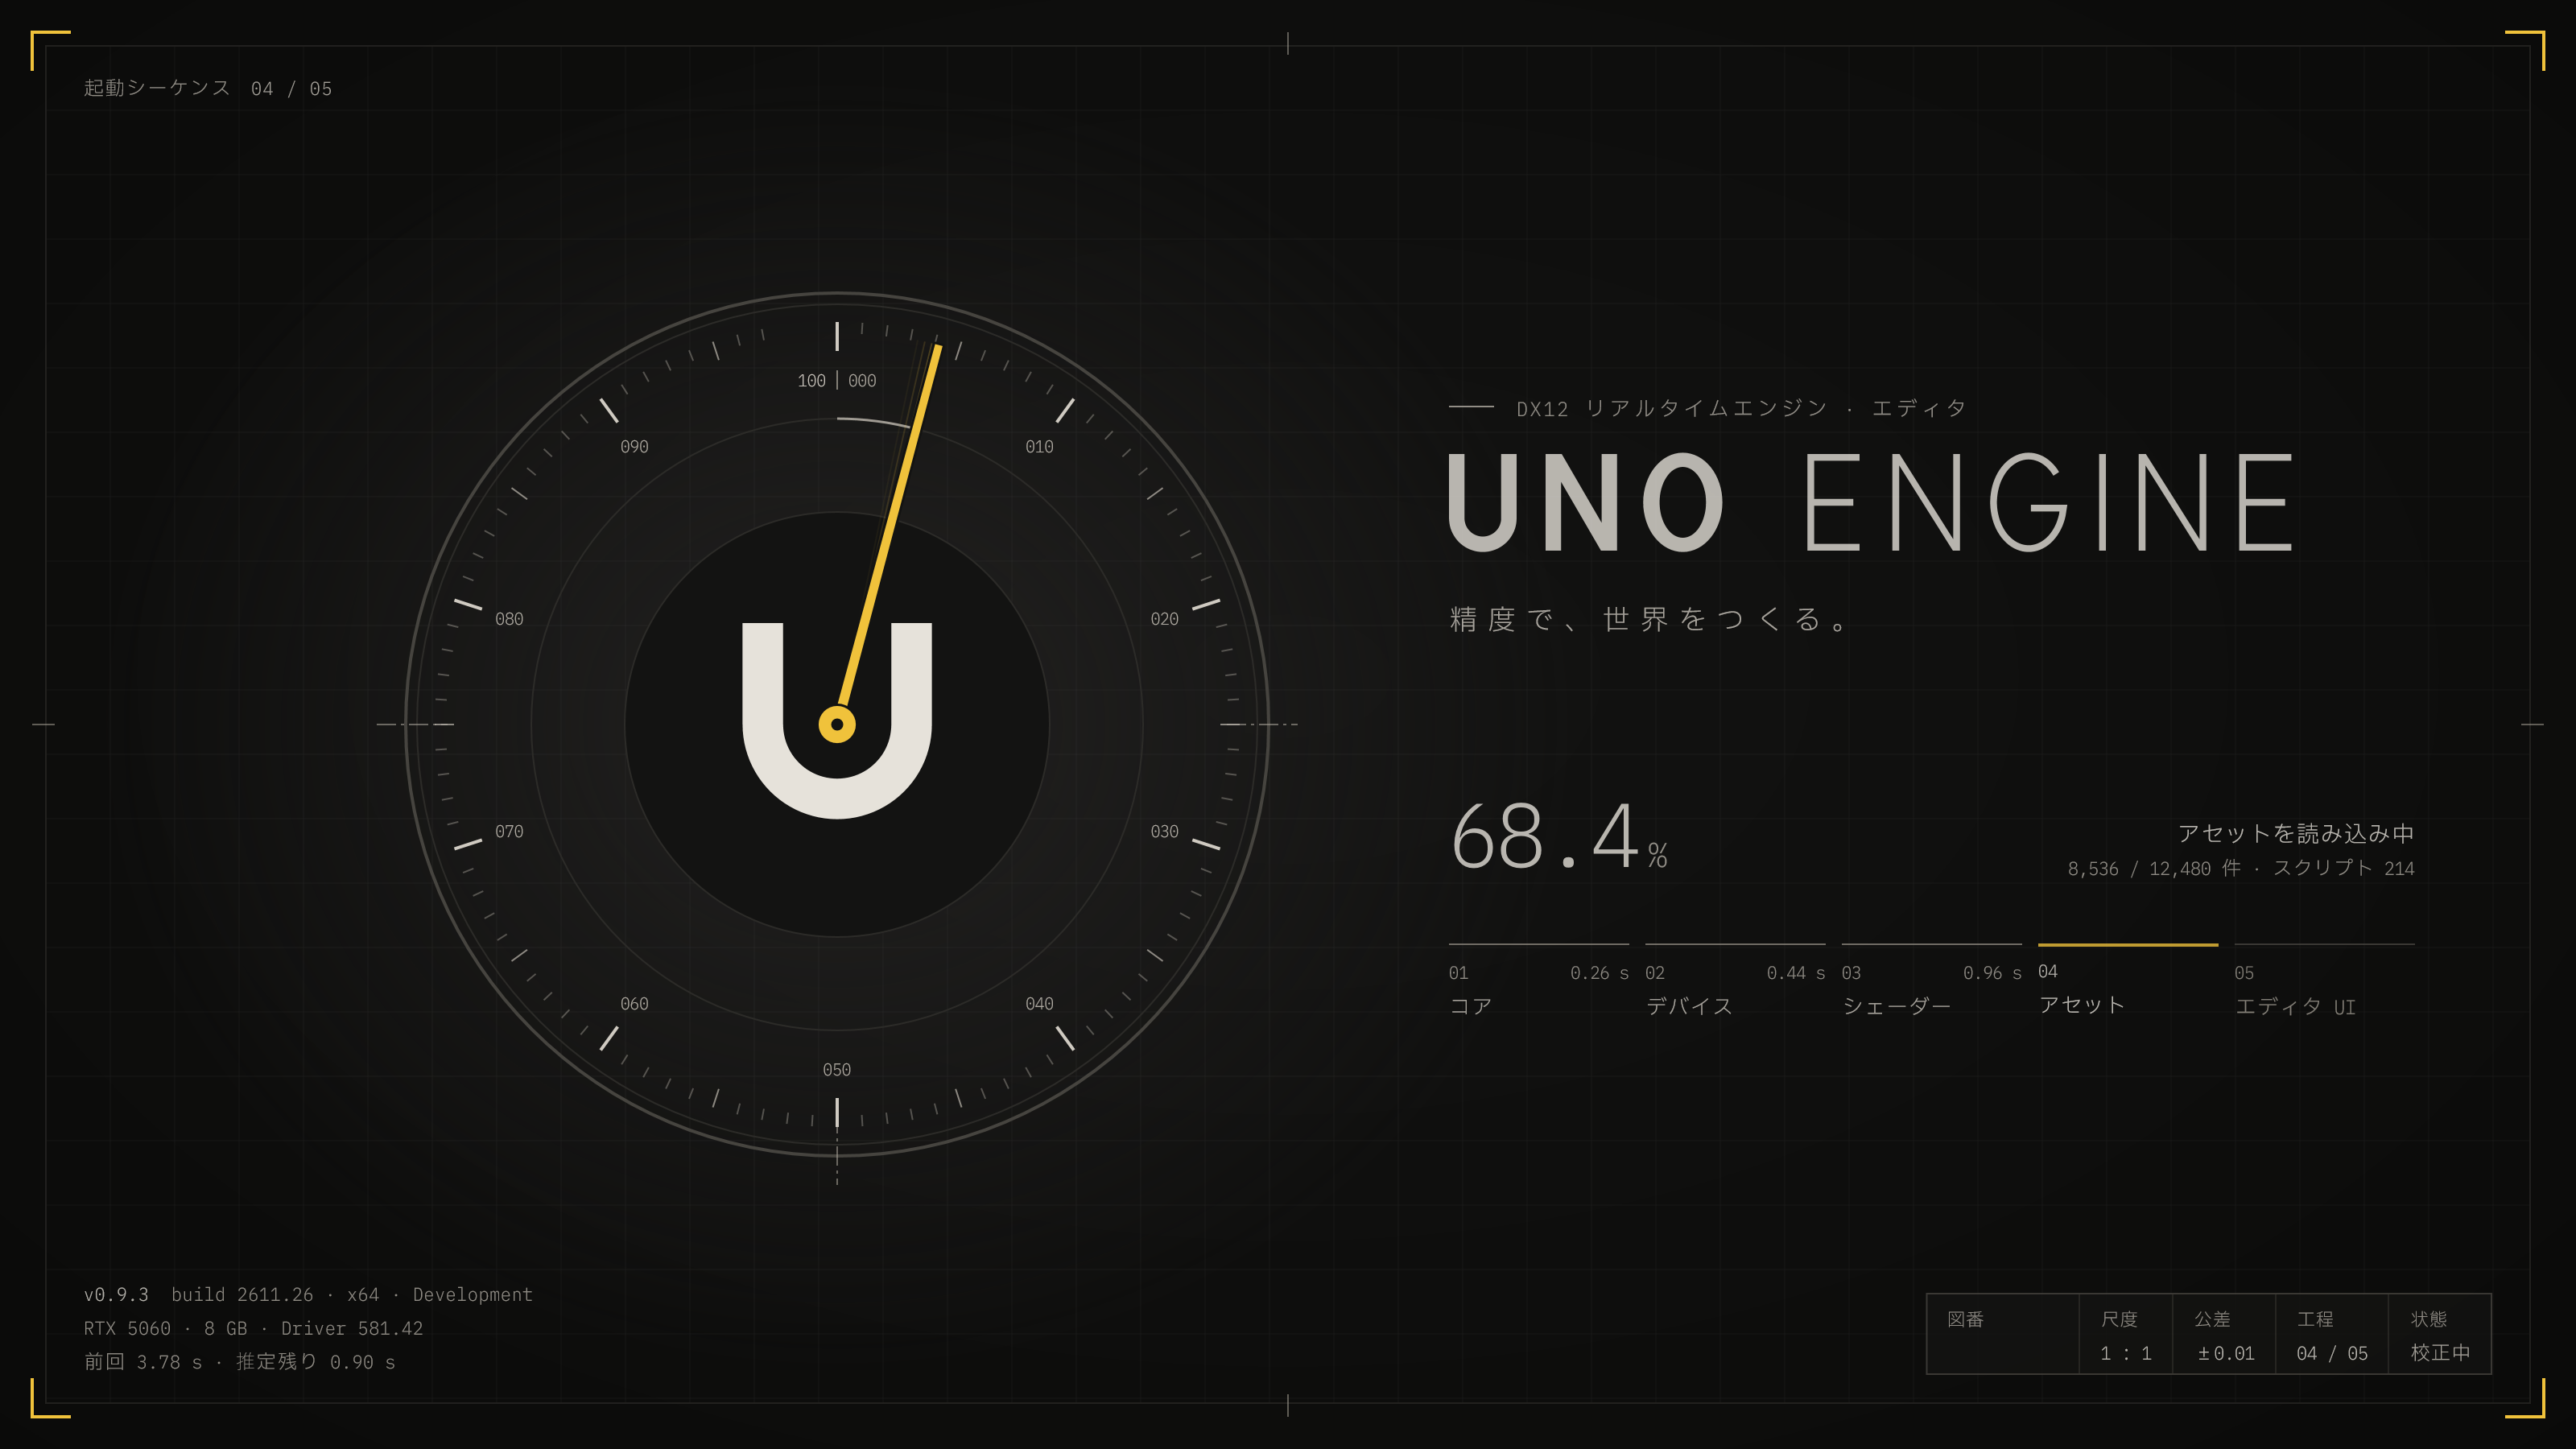 起動シーケンス 04 / 05
100 | 000
090
010
080
020
070
030
060
040
050
U
DX12 リアルタイムエンジン · エディタ
UNO ENGINE
精度で、世界をつくる。
68.4%
アセットを読み込み中
8,536 / 12,480 件 · スクリプト 214
01 0.26 s 02 0.44 s 03 0.96 s 04 05
コア デバイス シェーダー アセット エディタ UI
v0.9.3 build 2611.26 · x64 · Development
RTX 5060 · 8 GB · Driver 581.42
前回 3.78 s · 推定残り 0.90 s
図番 尺度 公差 工程 状態
1 : 1 ±0.01 04 / 05 校正中